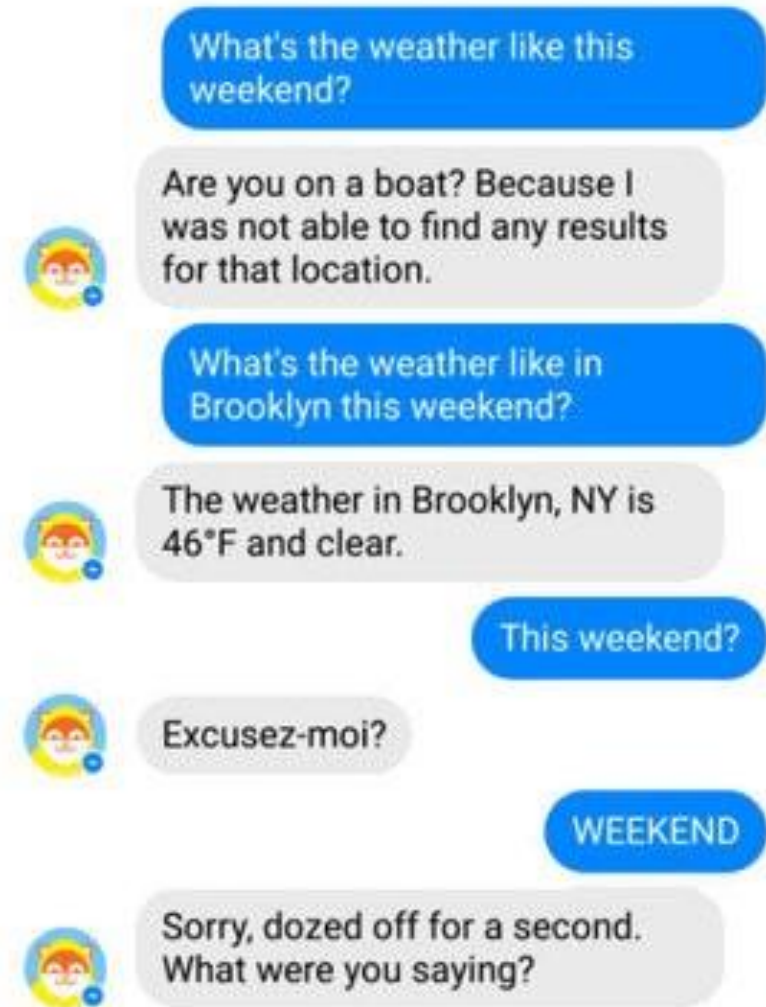 What's the weather like this
weekend?
Are you on a boat? Because I
was not able to find any results
for that location.
What's the weather like in
Brooklyn this weekend?
The weather in Brooklyn, NY is
46°F and clear.
This weekend?
Excusez-moi?
WEEKEND
Sorry, dozed off for a second.
What were you saying?